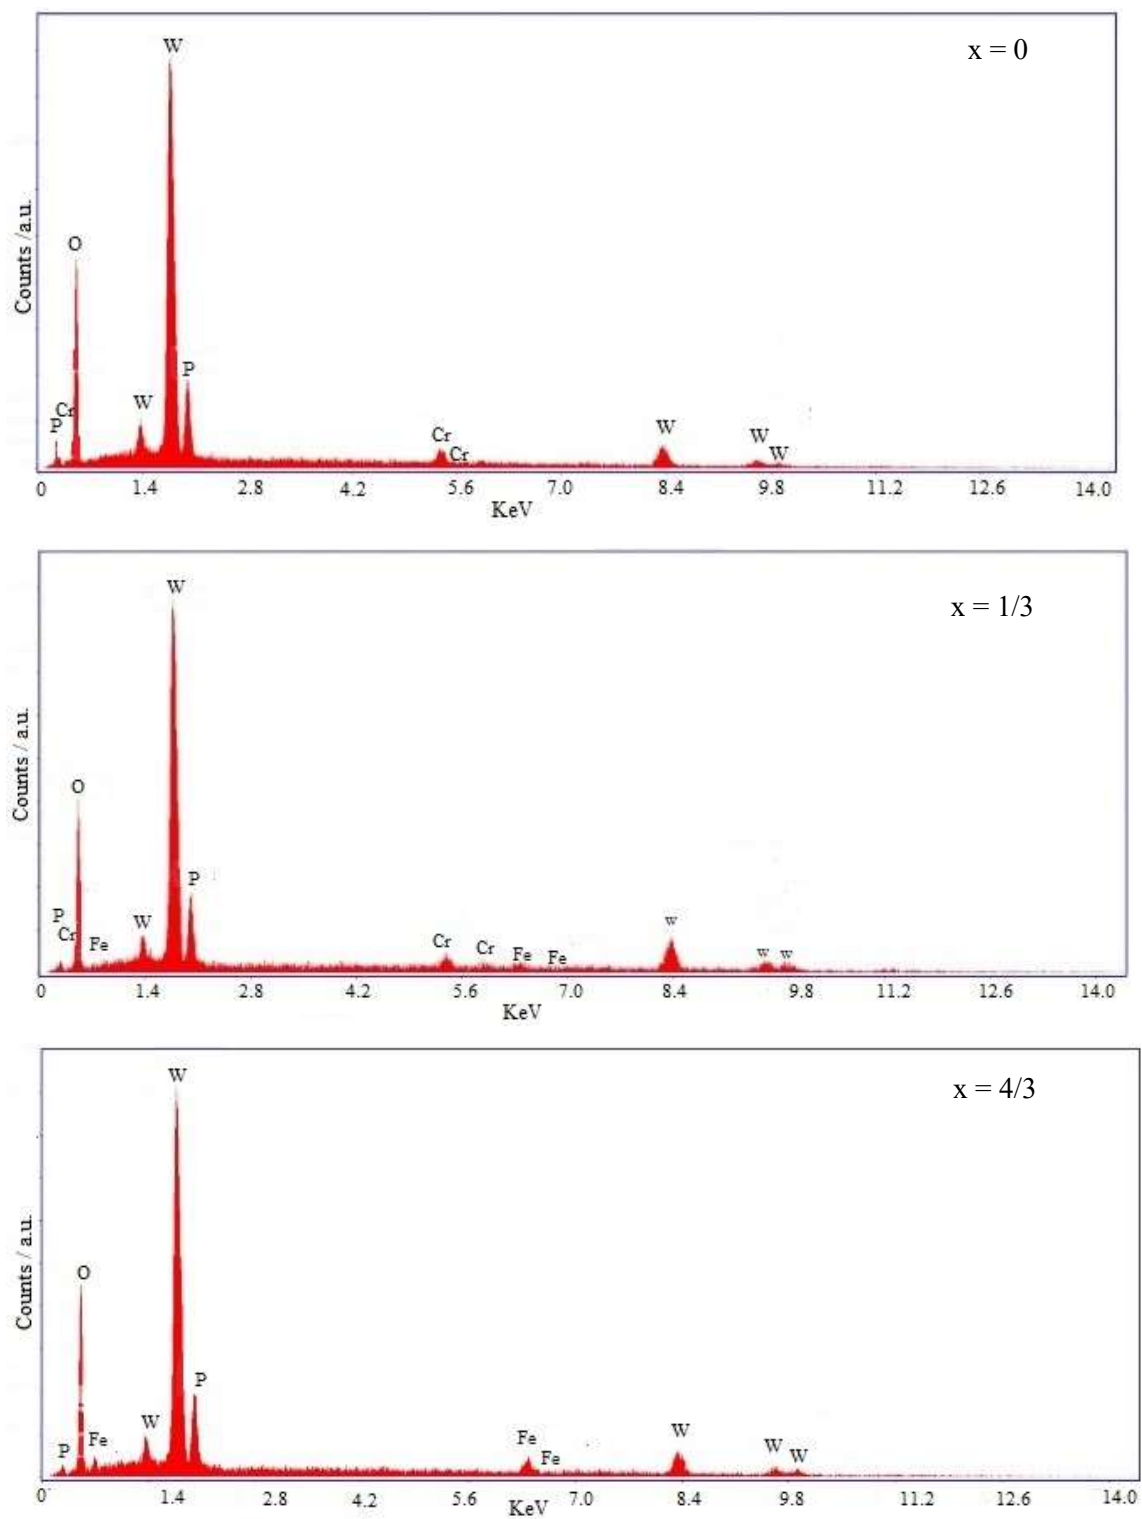 x = 0
W
O
P
Cr
P
W
Cr
Cr
W
W
W
Counts /a.u.
0 1.4 2.8 4.2 5.6 7.0 8.4 9.8 11.2 12.6 14.0
KeV
x = 1/3
W
O
P
P
Cr
Fe
W
Cr
Cr
Fe
Fe
w
w
w
Counts / a.u.
0 1.4 2.8 4.2 5.6 7.0 8.4 9.8 11.2 12.6 14.0
KeV
x = 4/3
W
O
P
P
Fe
W
Fe
Fe
W
W
W
Counts / a.u.
0 1.4 2.8 4.2 5.6 7.0 8.4 9.8 11.2 12.6 14.0
KeV